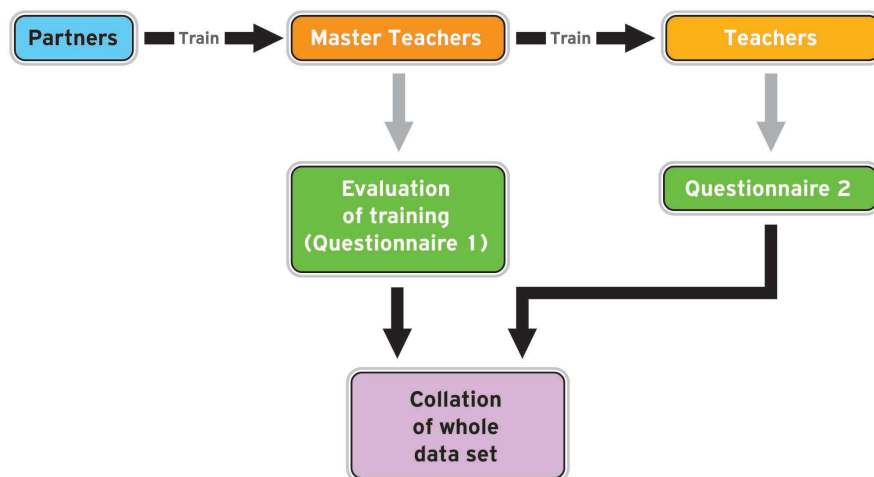 Partners
Train
Master Teachers
Train
Teachers
Evaluation
of training
(Questionnaire 1)
Questionnaire 2
Collation
of whole
data set